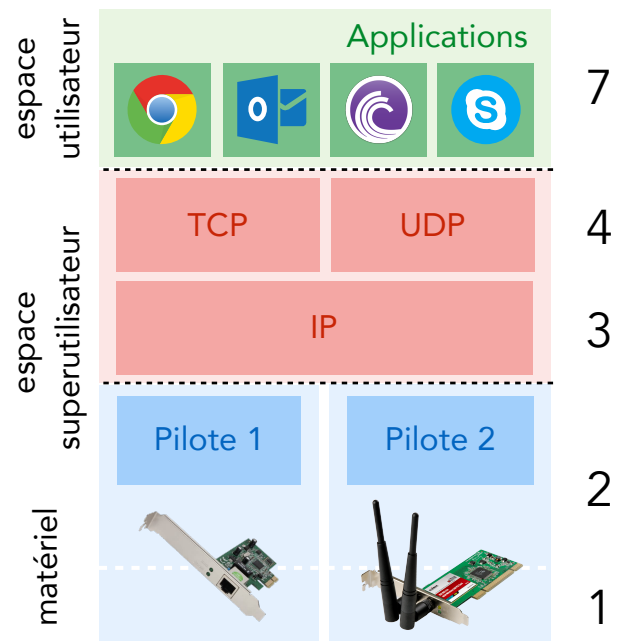 Applications
espace
utilisateur
7
TCP
UDP
4
IP
3
espace
superutilisateur
Pilote 1
Pilote 2
2
matériel
1